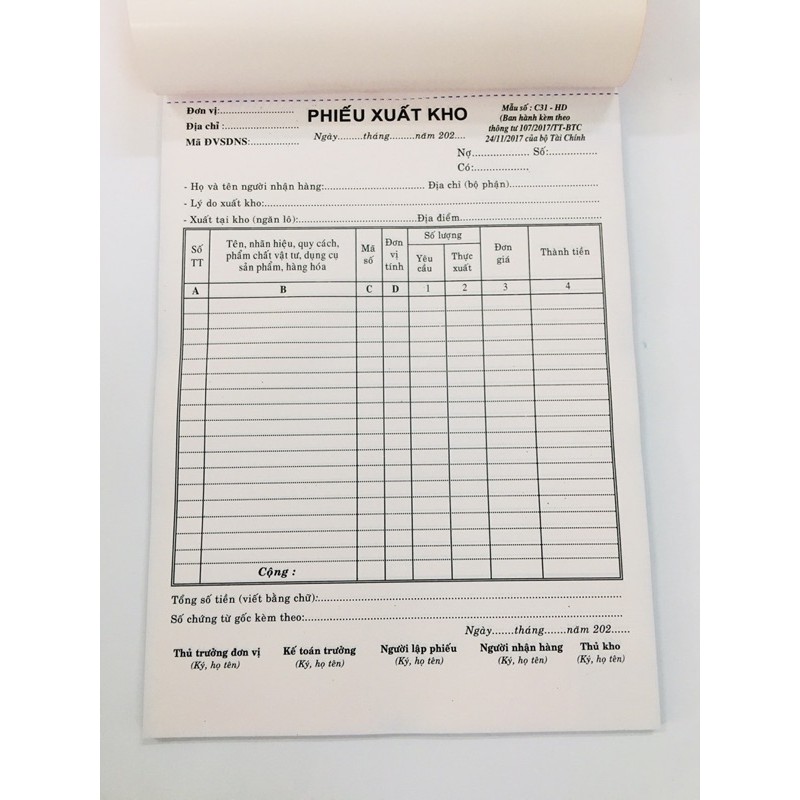 Đơn vị:............................
Địa chỉ :............................
Mã ĐVSDNS:..................
PHIẾU XUẤT KHO
Ngày........tháng........năm 202....
Mẫu số : C31 - HD
(Ban hành kèm theo
thông tư 107/2017/TT-BTC
24/11/2017 của bộ Tài Chính
Nợ.................. Số:...............
Có:..................
- Họ và tên người nhận hàng:.......................... Địa chỉ (bộ phận).......................
- Lý do xuất kho:....................................................................................
- Xuất tại kho (ngăn lô):..............................Địa điểm....................................
Số TT
Tên, nhãn hiệu, quy cách,
phẩm chất vật tư, dụng cụ
sản phẩm, hàng hóa
Mã số
Đơn vị tính
Số lượng
Yêu cầu
Thực xuất
Đơn giá
Thành tiền
A B C D 1 2 3 4
Cộng :
Tổng số tiền (viết bằng chữ):.....................................................................
Số chứng từ gốc kèm theo:........................................................................
Ngày.......tháng.......năm 202......
Thủ trưởng đơn vị Kế toán trưởng Người lập phiếu Người nhận hàng Thủ kho
(Ký, họ tên) (Ký, họ tên) (Ký, họ tên) (Ký, họ tên) (Ký, họ tên)